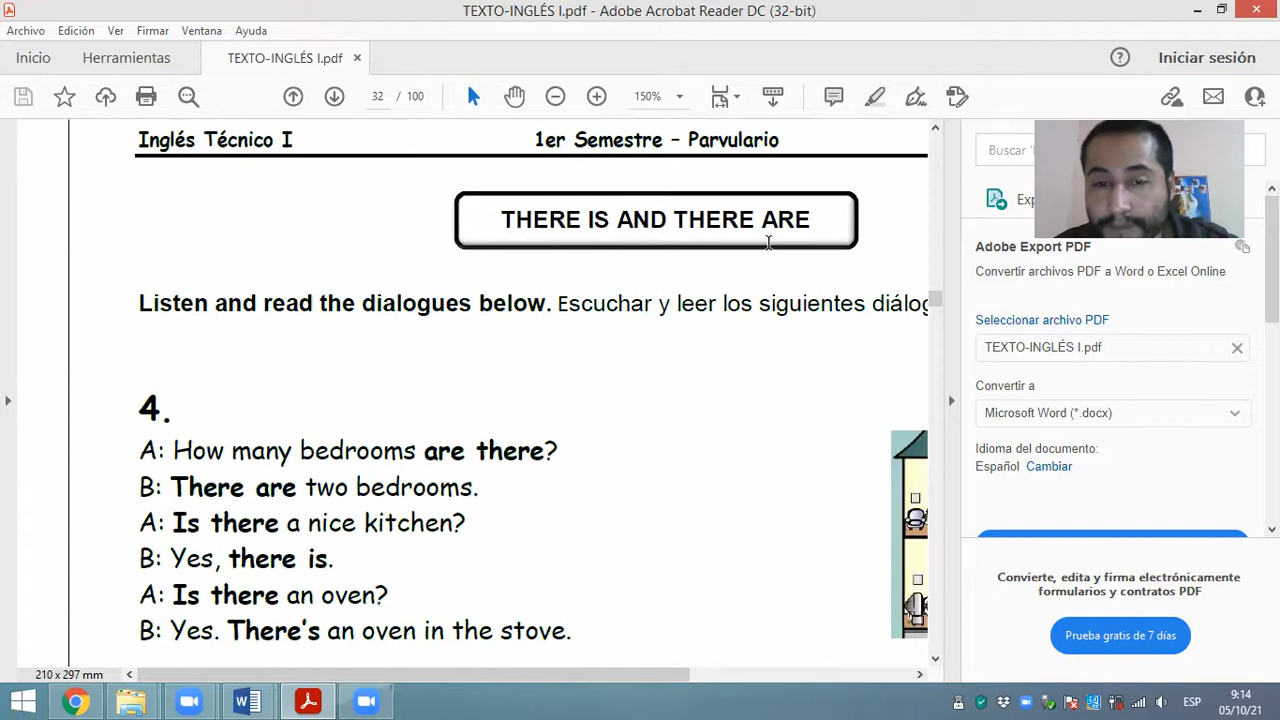 TEXTO-INGLÉS I.pdf - Adobe Acrobat Reader DC (32-bit)
Archivo Edición Ver Firmar Ventana Ayuda
Inicio Herramientas TEXTO-INGLÉS I.pdf Iniciar sesión
32 / 100 150%
Inglés Técnico I 1er Semestre - Parvulario
THERE IS AND THERE ARE
Listen and read the dialogues below. Escuchar y leer los siguientes diálog
4.
A: How many bedrooms are there?
B: There are two bedrooms.
A: Is there a nice kitchen?
B: Yes, there is.
A: Is there an oven?
B: Yes. There's an oven in the stove.
210 x 297 mm
Buscar
Adobe Export PDF
Convertir archivos PDF a Word o Excel Online
Seleccionar archivo PDF
TEXTO-INGLÉS I.pdf
Convertir a
Microsoft Word (*.docx)
Idioma del documento:
Español Cambiar
Convierte, edita y firma electrónicamente
formularios y contratos PDF
Prueba gratis de 7 días
ESP
9:14
05/10/21